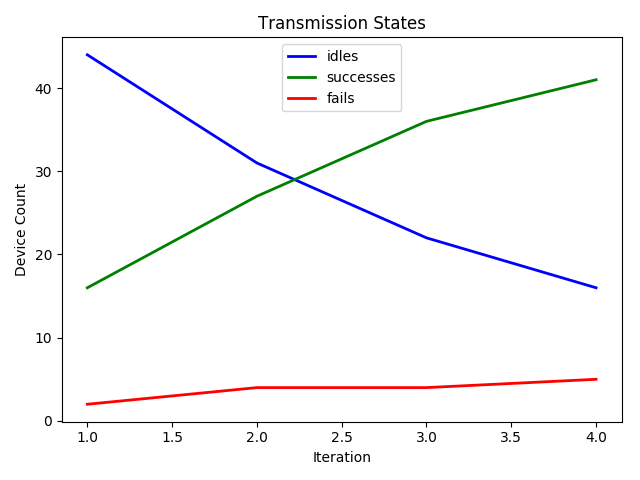 Transmission States
idles
successes
fails
Device Count
40
30
20
10
0
1.0 1.5 2.0 2.5 3.0 3.5 4.0
Iteration